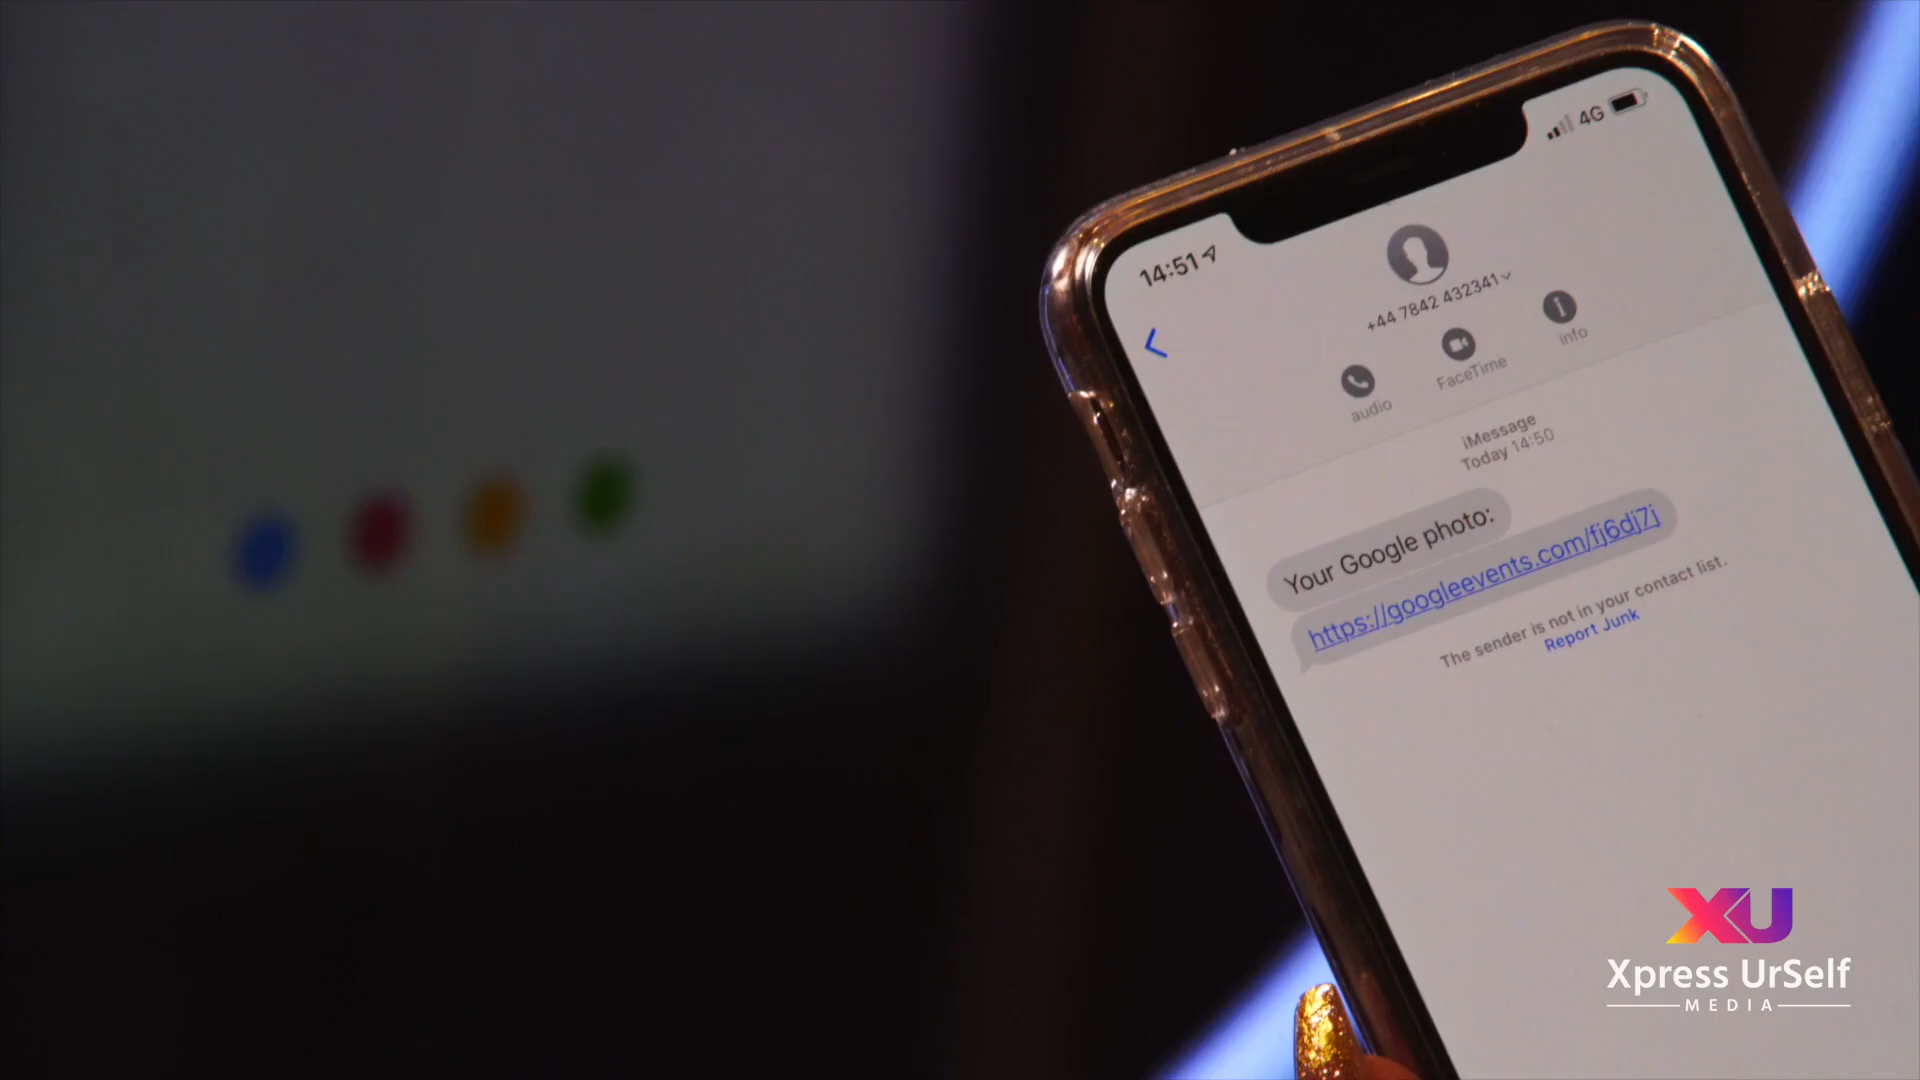 14:51
4G
+44 7842 432341
audio
FaceTime
info
iMessage
Today 14:50
Your Google photo:
https://googleevents.com/fj6dj7j
The sender is not in your contact list.
Report Junk
XU
Xpress UrSelf
MEDIA